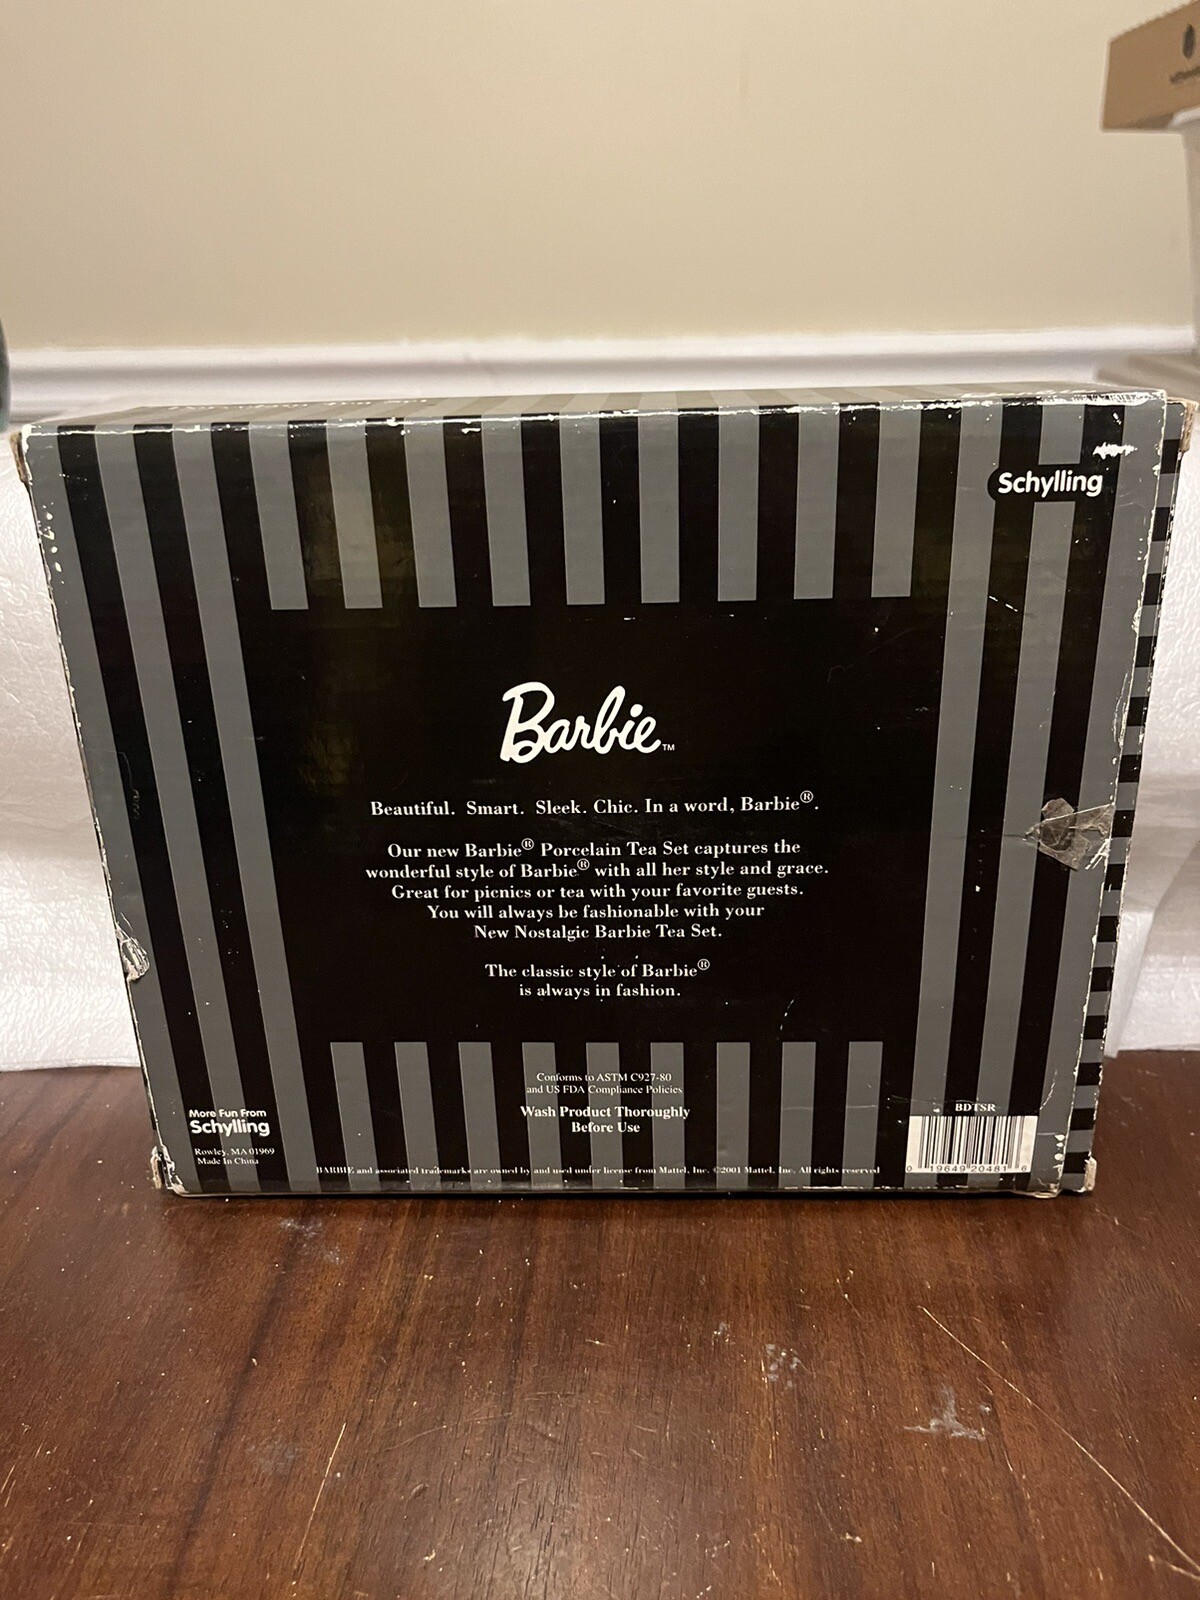 Schylling
Barbie™
Beautiful. Smart. Sleek. Chic. In a word, Barbie®.
Our new Barbie® Porcelain Tea Set captures the
wonderful style of Barbie® with all her style and grace.
Great for picnics or tea with your favorite guests.
You will always be fashionable with your
New Nostalgic Barbie Tea Set.
The classic style of Barbie®
is always in fashion.
Conforms to ASTM C927-80
and US FDA Compliance Policies
Wash Product Thoroughly
Before Use
More Fun From
Schylling
Rowley, MA 01969
Made In China
BARBIE and associated trademarks are owned by and used under license from Mattel, Inc. ©2001 Mattel, Inc. All rights reserved
BDTSR
0 19649 20481 6